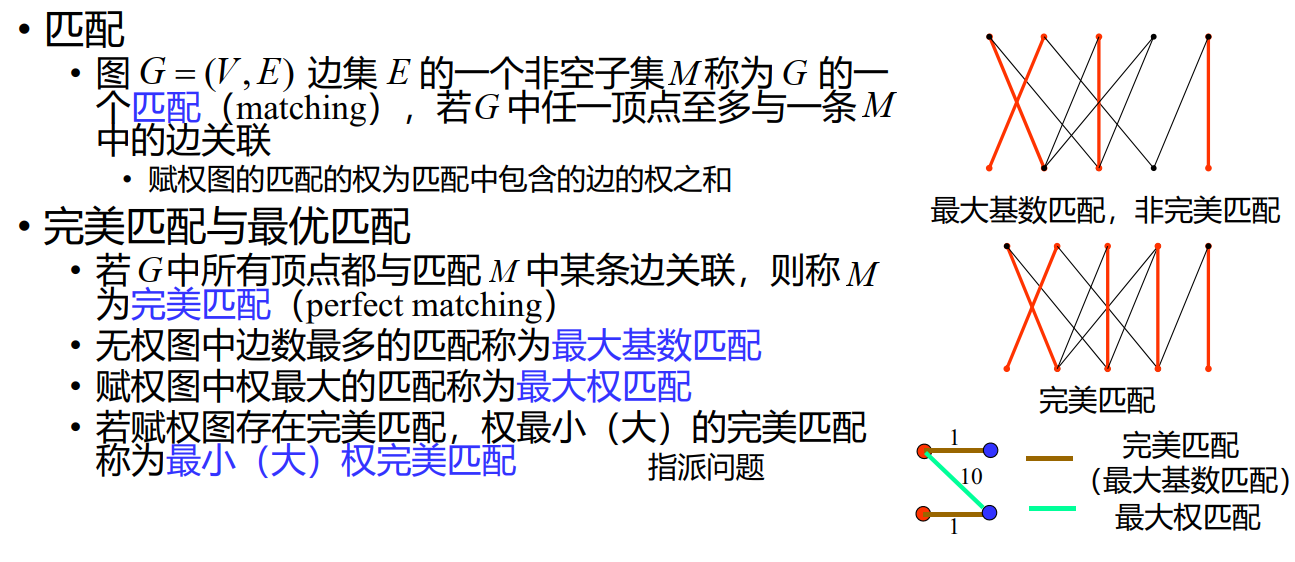 • 匹配
• 图 G = (V, E) 边集 E 的一个非空子集 M 称为 G 的一
个匹配（matching），若 G 中任一顶点至多与一条 M
中的边关联
• 赋权图的匹配的权为匹配中包含的边的权之和
• 完美匹配与最优匹配
• 若 G 中所有顶点都与匹配 M 中某条边关联，则称 M
为完美匹配（perfect matching）
• 无权图中边数最多的匹配称为最大基数匹配
• 赋权图中权最大的匹配称为最大权匹配
• 若赋权图存在完美匹配，权最小（大）的完美匹配
称为最小（大）权完美匹配
指派问题
最大基数匹配，非完美匹配
完美匹配
1
10
1
完美匹配
（最大基数匹配）
最大权匹配